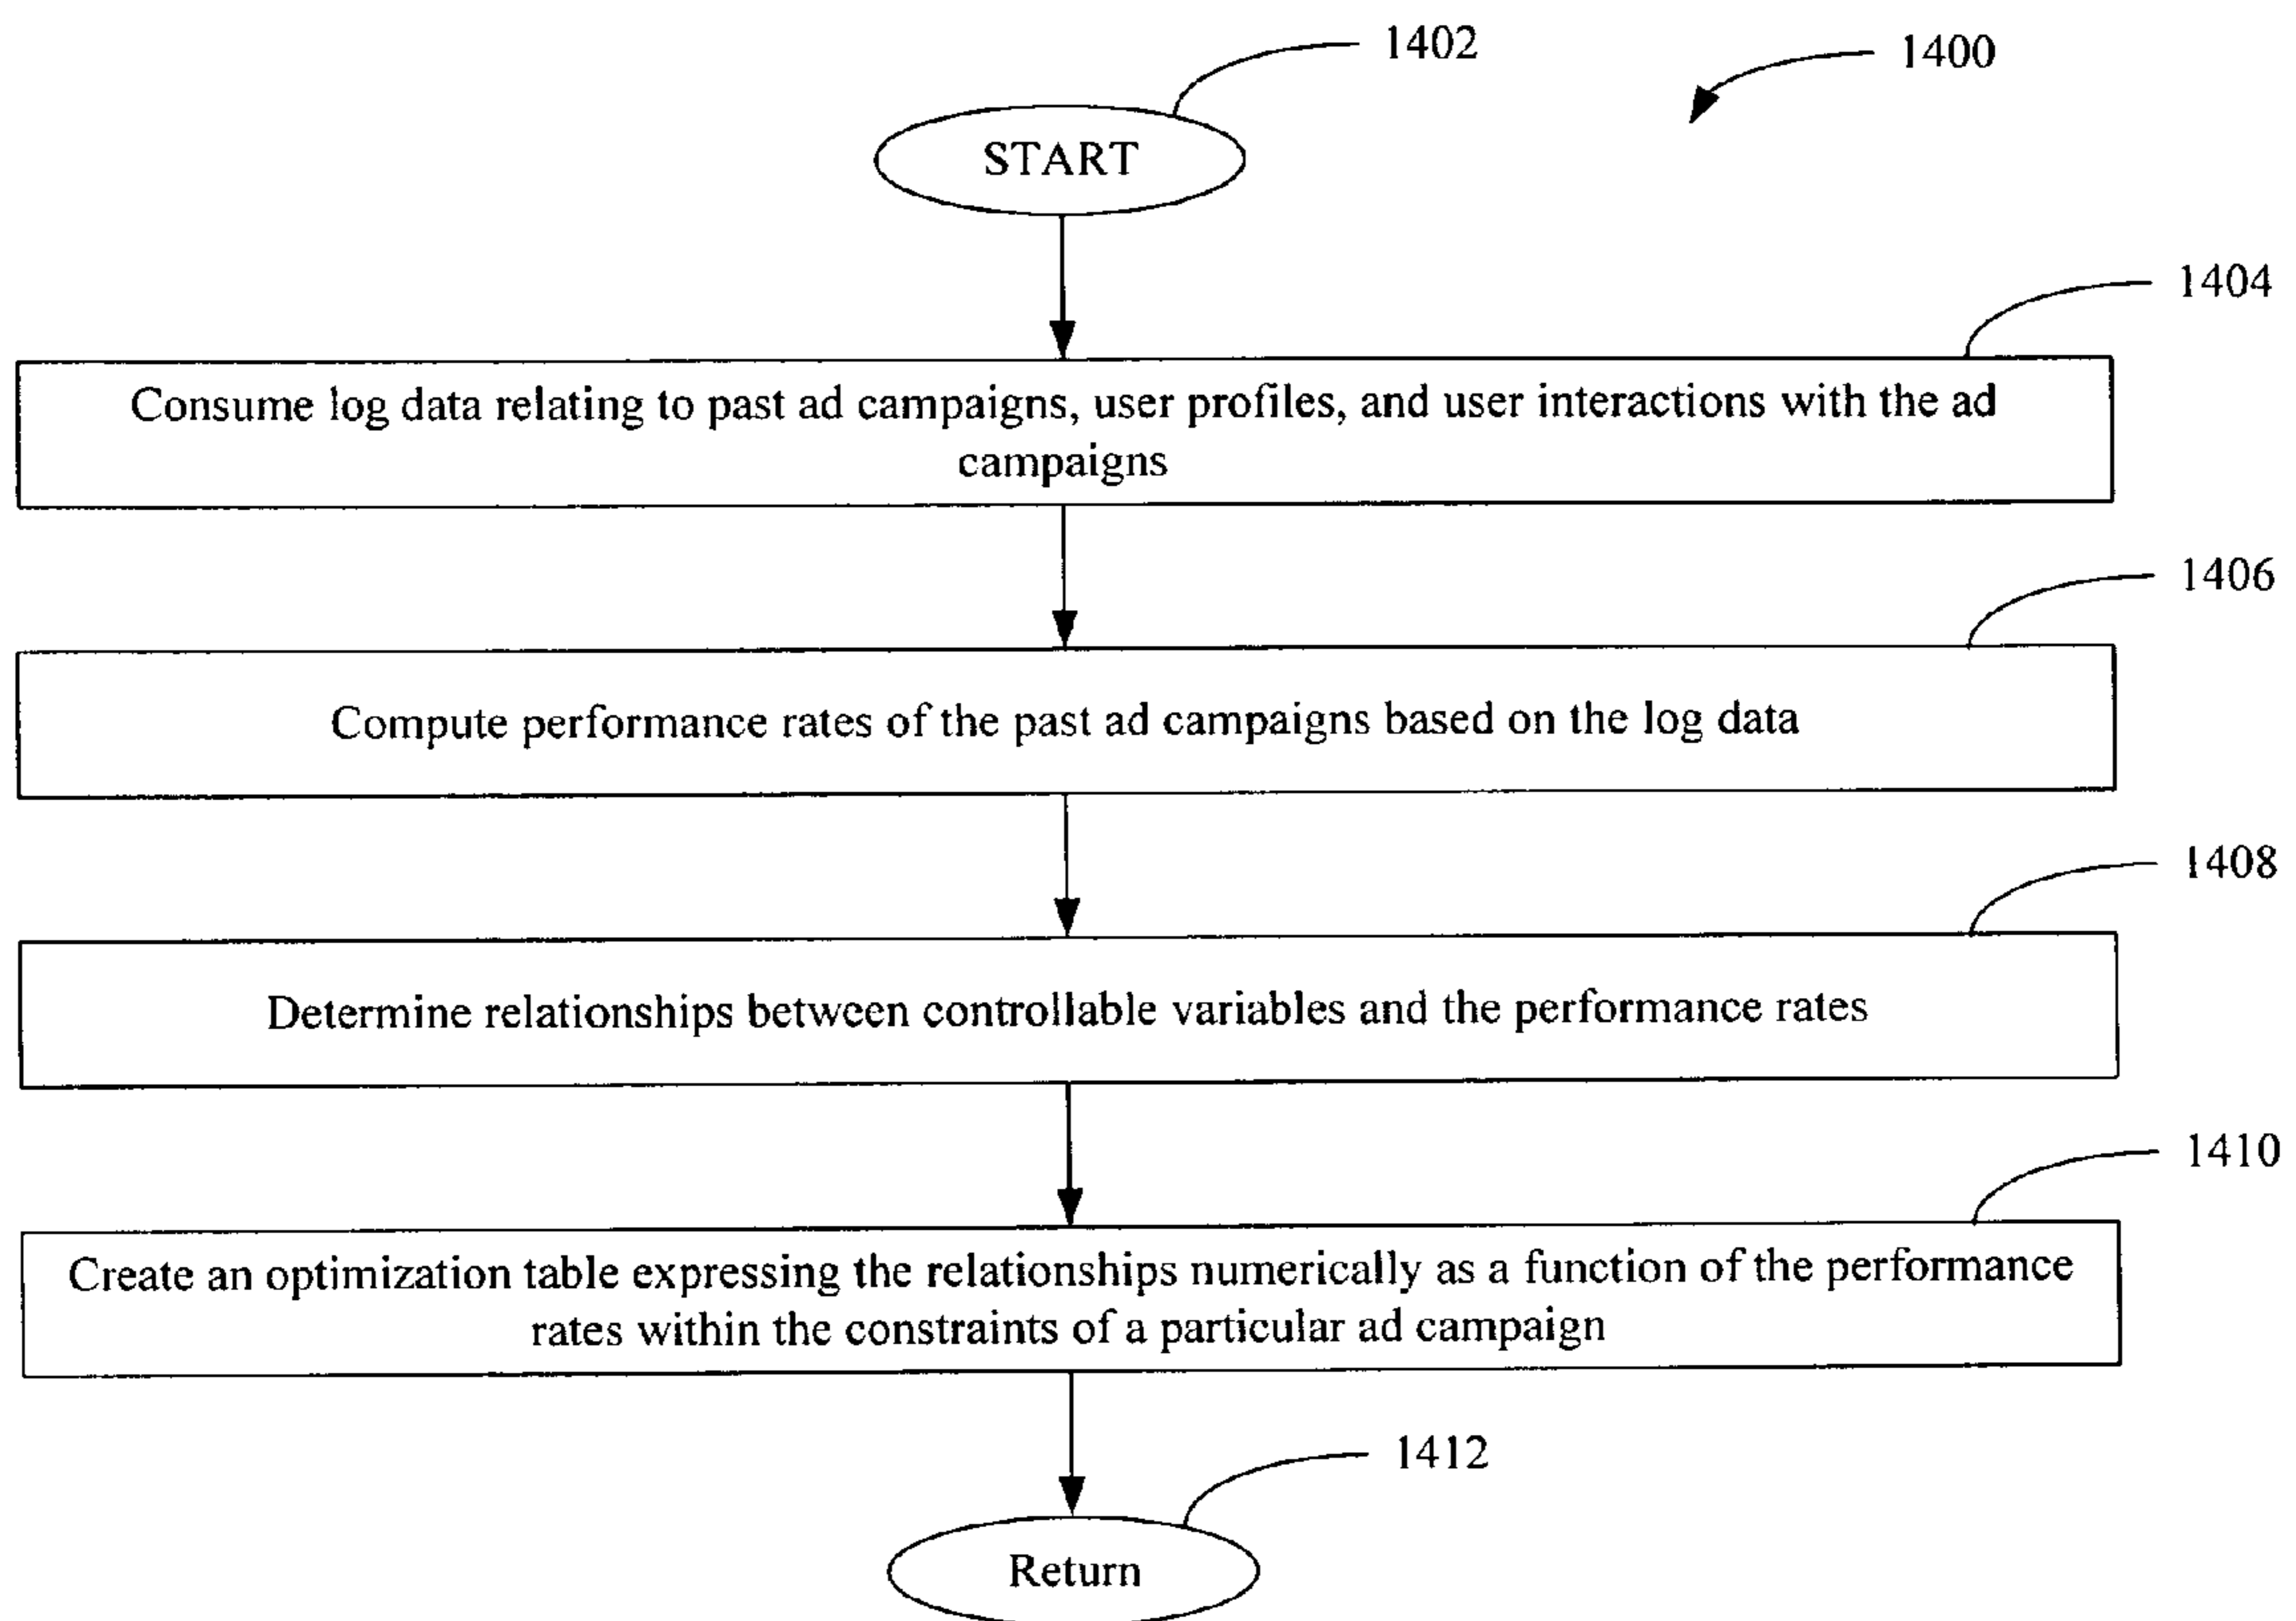 1402
1400
START
1404
Consume log data relating to past ad campaigns, user profiles, and user interactions with the ad
campaigns
1406
Compute performance rates of the past ad campaigns based on the log data
1408
Determine relationships between controllable variables and the performance rates
1410
Create an optimization table expressing the relationships numerically as a function of the performance
rates within the constraints of a particular ad campaign
1412
Return